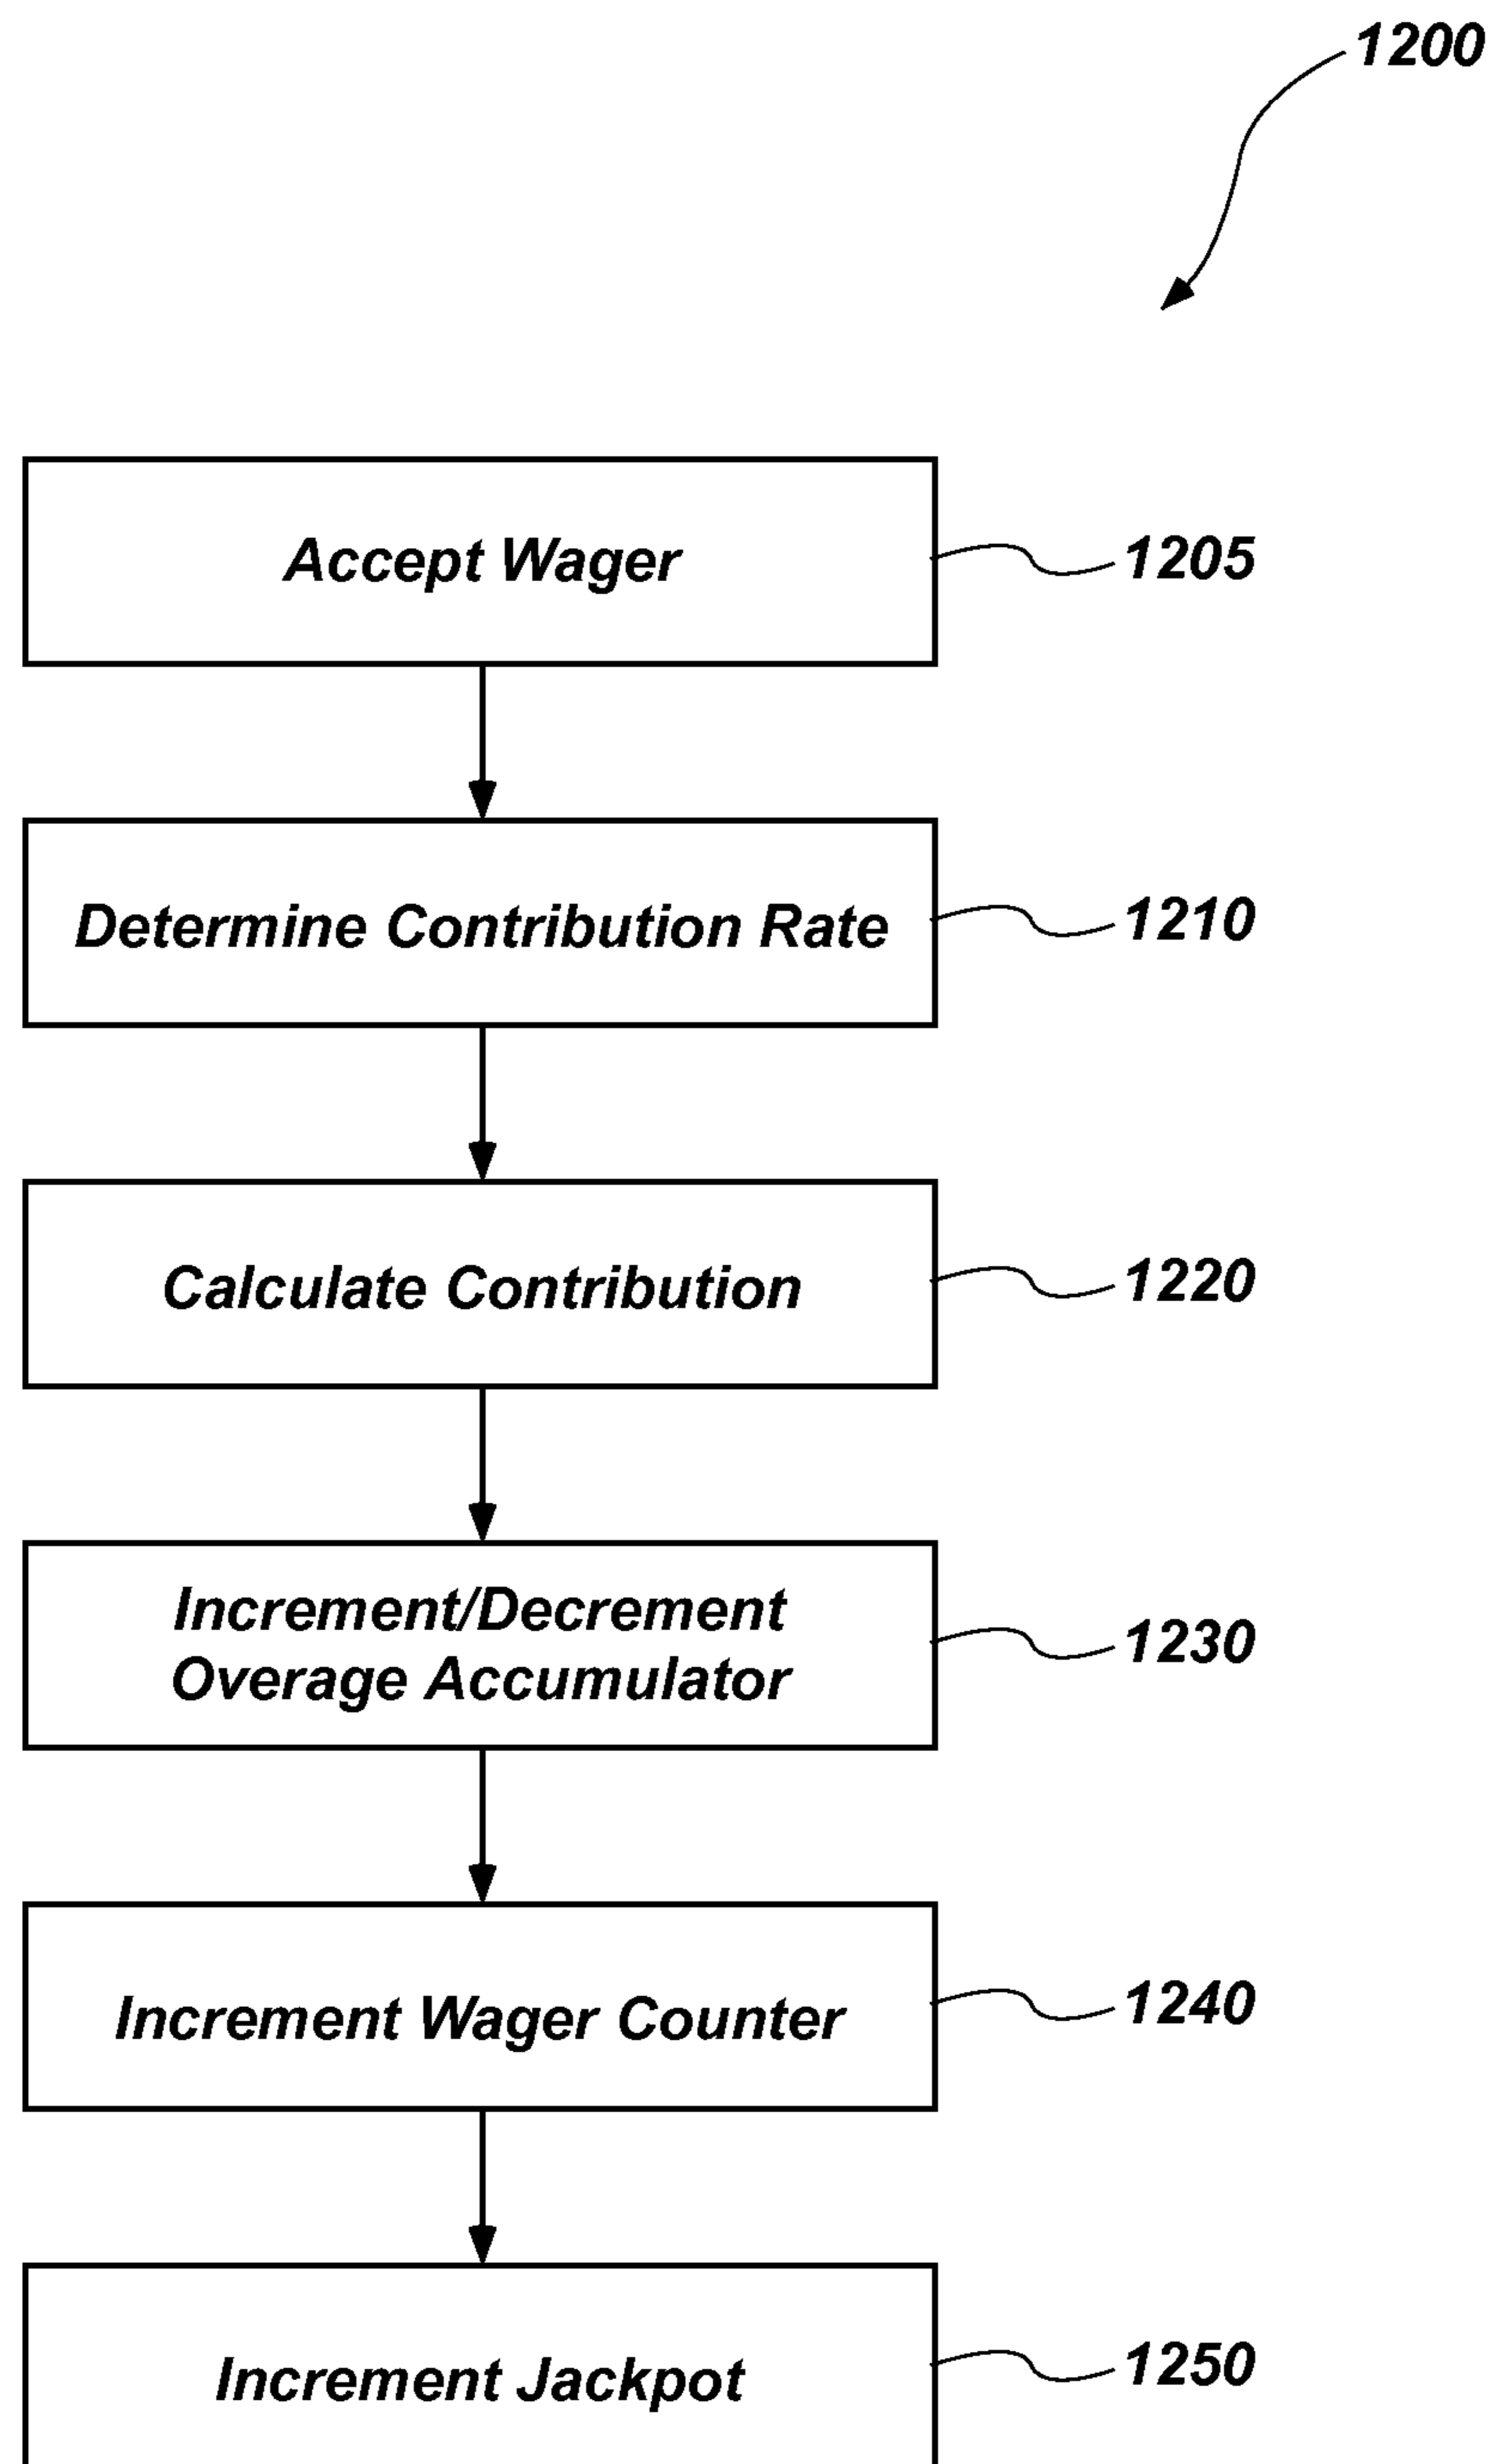 1200
Accept Wager
1205
Determine Contribution Rate
1210
Calculate Contribution
1220
Increment/Decrement
Overage Accumulator
1230
Increment Wager Counter
1240
Increment Jackpot
1250